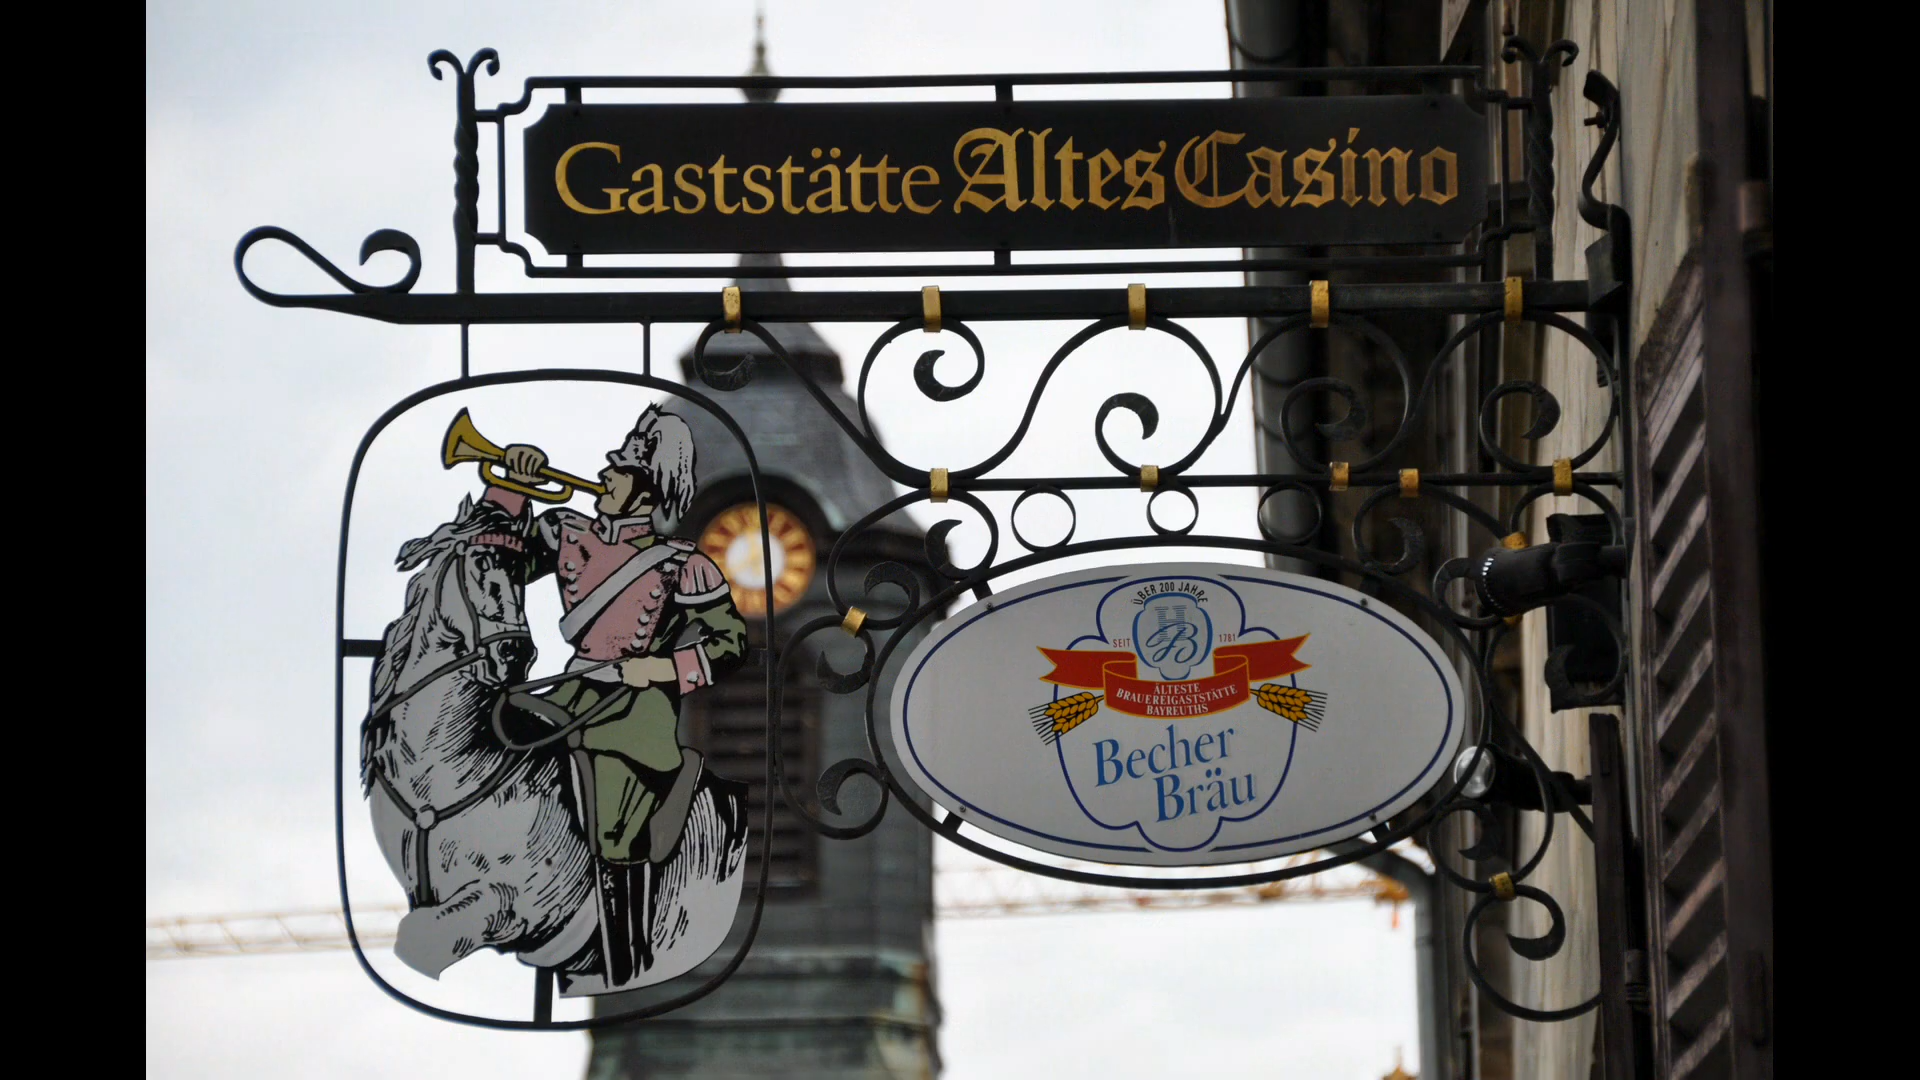 Gaststätte Altes Casino
ÜBER 200 JAHRE
HB
SEIT 1781
ÄLTESTE
BRAUEREIGASTSTÄTTE
BAYREUTHS
Becher
Bräu